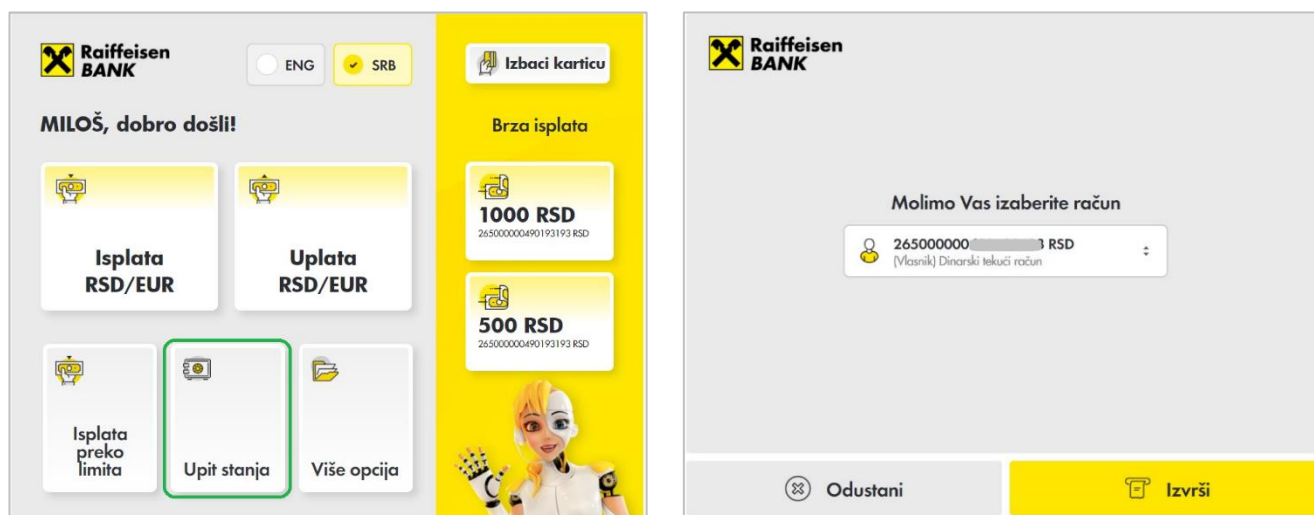 Raiffeisen
BANK
ENG
SRB
Izbaci karticu
MILOŠ, dobro došli!
Brza isplata
Isplata
RSD/EUR
Uplata
RSD/EUR
1000 RSD
265000000490193193 RSD
500 RSD
265000000490193193 RSD
Isplata
preko
limita
Upit stanja
Više opcija
Raiffeisen
BANK
Molimo Vas izaberite račun
265000000 RSD
(Vlasnik) Dinarski tekući račun
Odustani
Izvrši